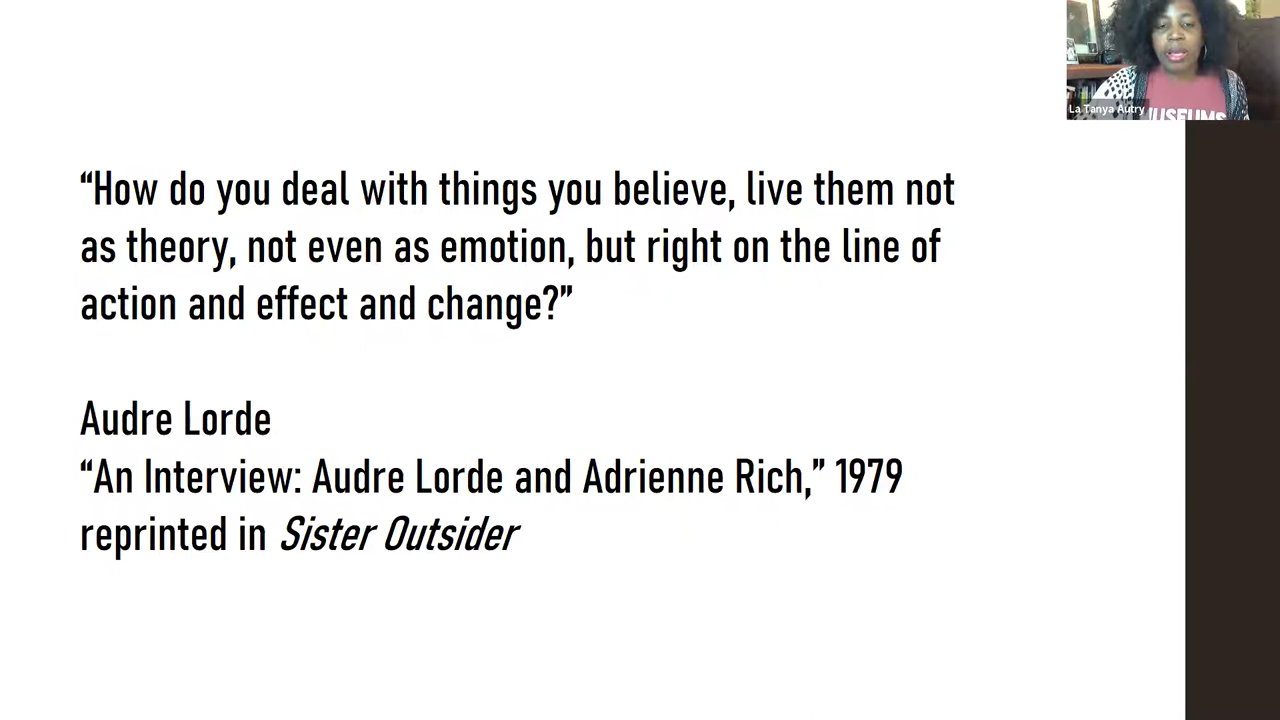 La Tanya Autry
MUSEUMS
“How do you deal with things you believe, live them not
as theory, not even as emotion, but right on the line of
action and effect and change?”
Audre Lorde
“An Interview: Audre Lorde and Adrienne Rich,” 1979
reprinted in Sister Outsider